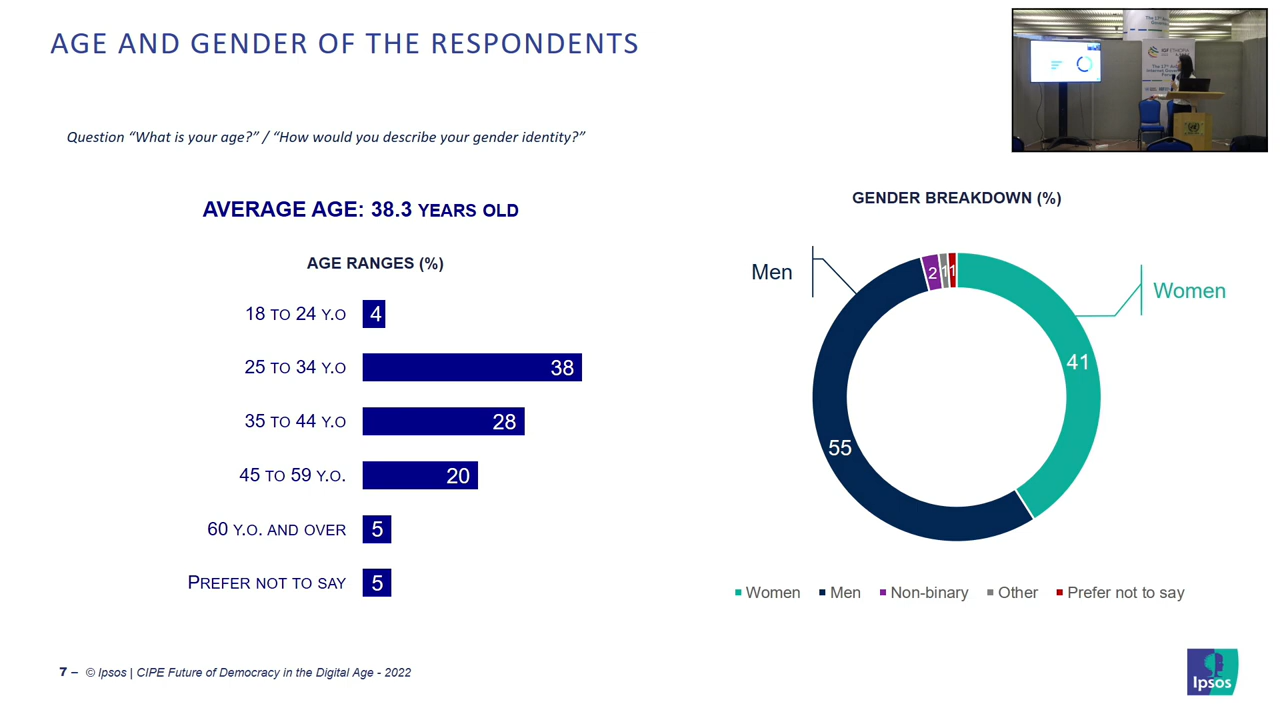 AGE AND GENDER OF THE RESPONDENTS
Question “What is your age?” / “How would you describe your gender identity?”
AVERAGE AGE: 38.3 YEARS OLD
AGE RANGES (%)
18 TO 24 Y.O 4
25 TO 34 Y.O 38
35 TO 44 Y.O 28
45 TO 59 Y.O. 20
60 Y.O. AND OVER 5
PREFER NOT TO SAY 5
GENDER BREAKDOWN (%)
Men
2 1 1
Women
41
55
Women Men Non-binary Other Prefer not to say
7 – © Ipsos | CIPE Future of Democracy in the Digital Age - 2022
Ipsos